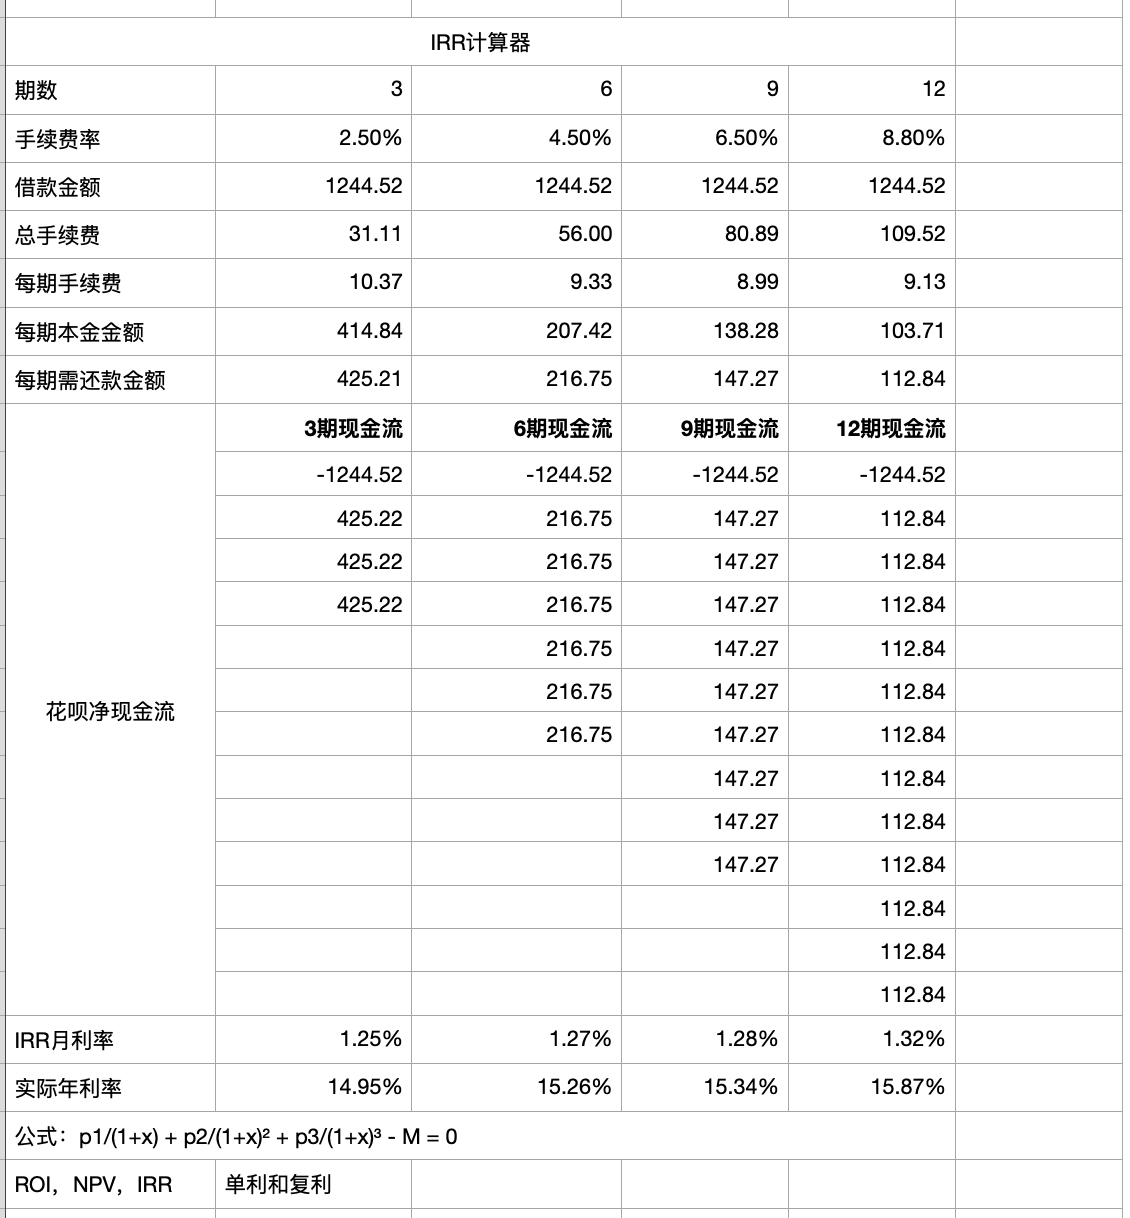 IRR计算器
期数 3 6 9 12
手续费率 2.50% 4.50% 6.50% 8.80%
借款金额 1244.52 1244.52 1244.52 1244.52
总手续费 31.11 56.00 80.89 109.52
每期手续费 10.37 9.33 8.99 9.13
每期本金金额 414.84 207.42 138.28 103.71
每期需还款金额 425.21 216.75 147.27 112.84
3期现金流 6期现金流 9期现金流 12期现金流
-1244.52 -1244.52 -1244.52 -1244.52
425.22 216.75 147.27 112.84
425.22 216.75 147.27 112.84
425.22 216.75 147.27 112.84
216.75 147.27 112.84
216.75 147.27 112.84
花呗净现金流
216.75 147.27 112.84
147.27 112.84
147.27 112.84
147.27 112.84
112.84
112.84
112.84
IRR月利率 1.25% 1.27% 1.28% 1.32%
实际年利率 14.95% 15.26% 15.34% 15.87%
公式：p1/(1+x) + p2/(1+x)² + p3/(1+x)³ - M = 0
ROI，NPV，IRR 单利和复利